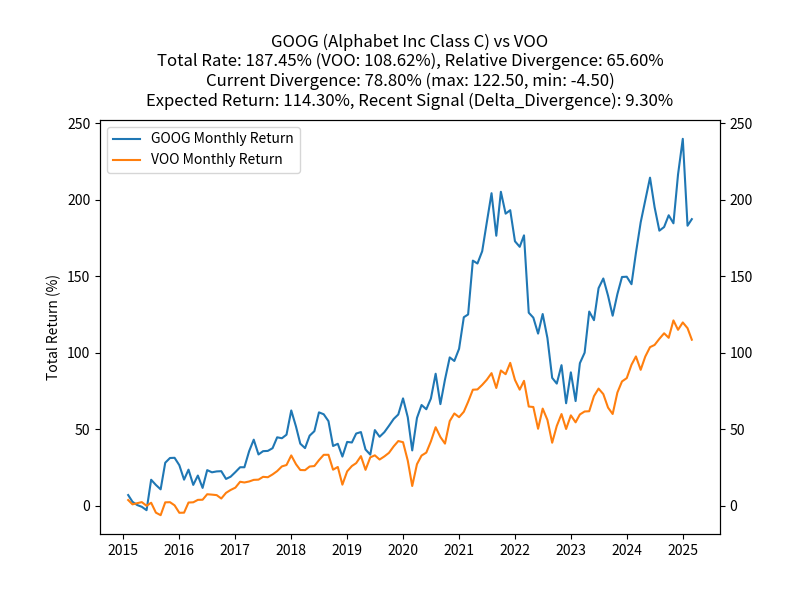 GOOG (Alphabet Inc Class C) vs VOO
Total Rate: 187.45% (VOO: 108.62%), Relative Divergence: 65.60%
Current Divergence: 78.80% (max: 122.50, min: -4.50)
Expected Return: 114.30%, Recent Signal (Delta_Divergence): 9.30%
GOOG Monthly Return
VOO Monthly Return
Total Return (%)
250 250
200 200
150 150
100 100
50 50
0 0
2015 2016 2017 2018 2019 2020 2021 2022 2023 2024 2025